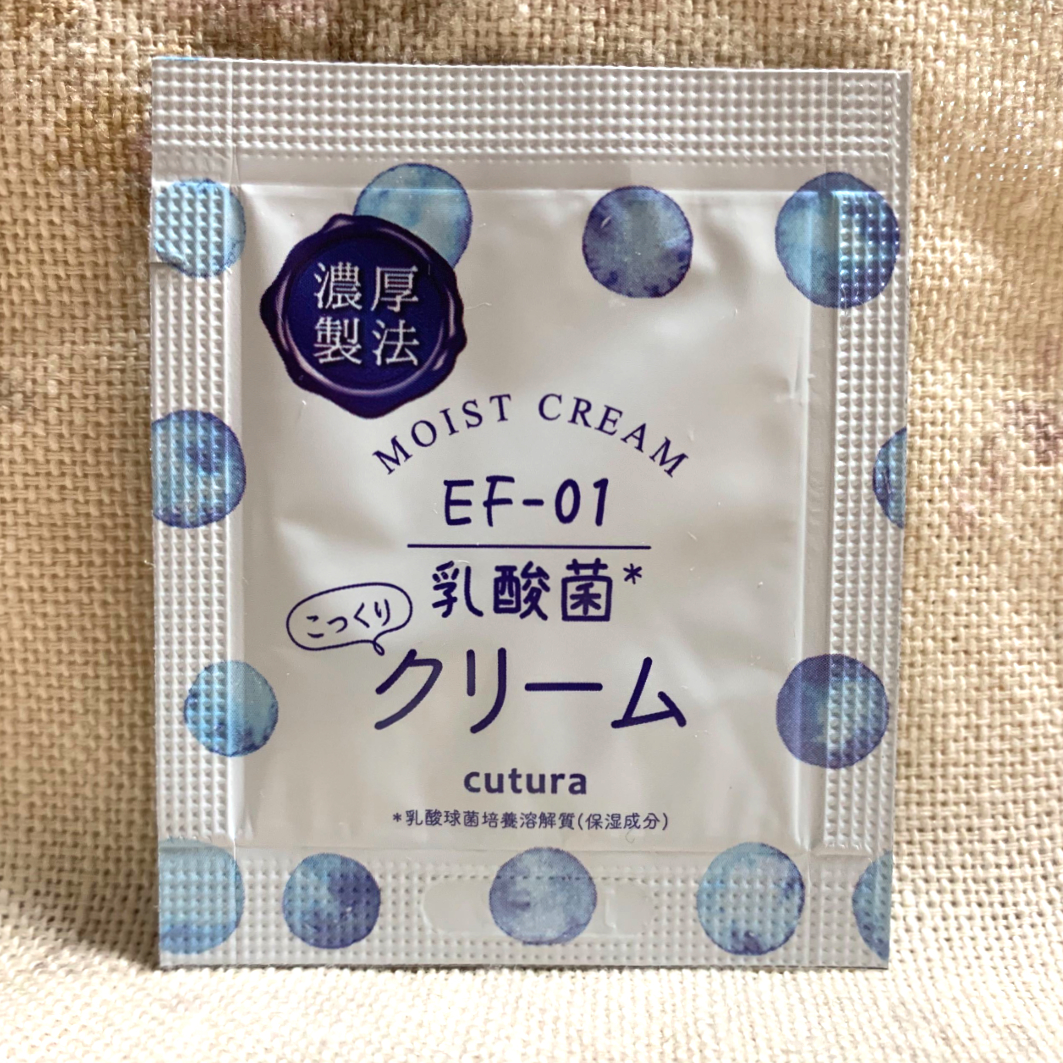 濃厚
製法
MOIST CREAM
EF-01
乳酸菌*
こっくり
クリーム
cutura
*乳酸球菌培養溶解質(保湿成分)